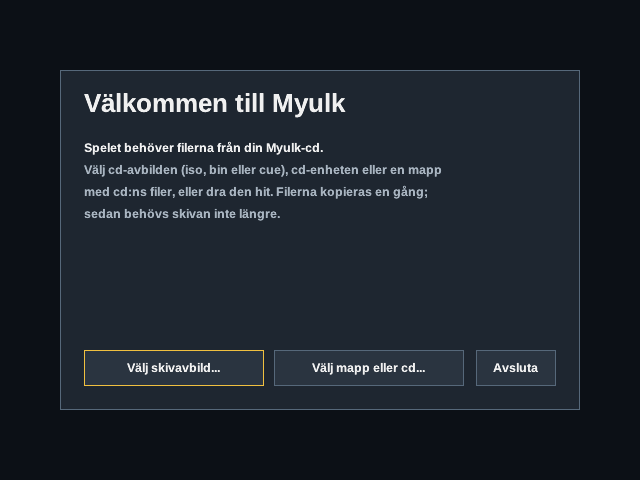 Välkommen till Myulk
Spelet behöver filerna från din Myulk-cd.
Välj cd-avbilden (iso, bin eller cue), cd-enheten eller en mapp
med cd:ns filer, eller dra den hit. Filerna kopieras en gång;
sedan behövs skivan inte längre.
Välj skivavbild...
Välj mapp eller cd...
Avsluta